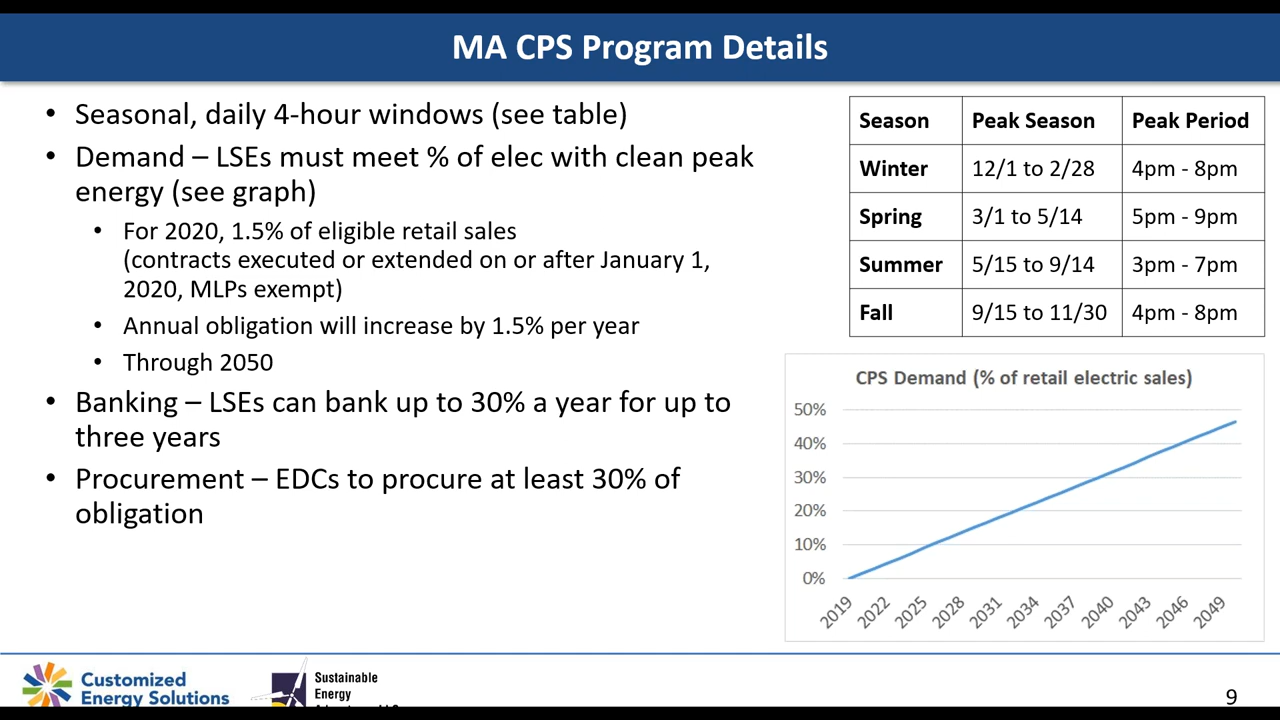 MA CPS Program Details
• Seasonal, daily 4-hour windows (see table)
• Demand – LSEs must meet % of elec with clean peak
energy (see graph)
• For 2020, 1.5% of eligible retail sales
(contracts executed or extended on or after January 1,
2020, MLPs exempt)
• Annual obligation will increase by 1.5% per year
• Through 2050
• Banking – LSEs can bank up to 30% a year for up to
three years
• Procurement – EDCs to procure at least 30% of
obligation
Season Peak Season Peak Period
Winter 12/1 to 2/28 4pm - 8pm
Spring 3/1 to 5/14 5pm - 9pm
Summer 5/15 to 9/14 3pm - 7pm
Fall 9/15 to 11/30 4pm - 8pm
CPS Demand (% of retail electric sales)
50%
40%
30%
20%
10%
0%
2019 2022 2025 2028 2031 2034 2037 2040 2043 2046 2049
Customized
Energy Solutions
Sustainable
Energy
9